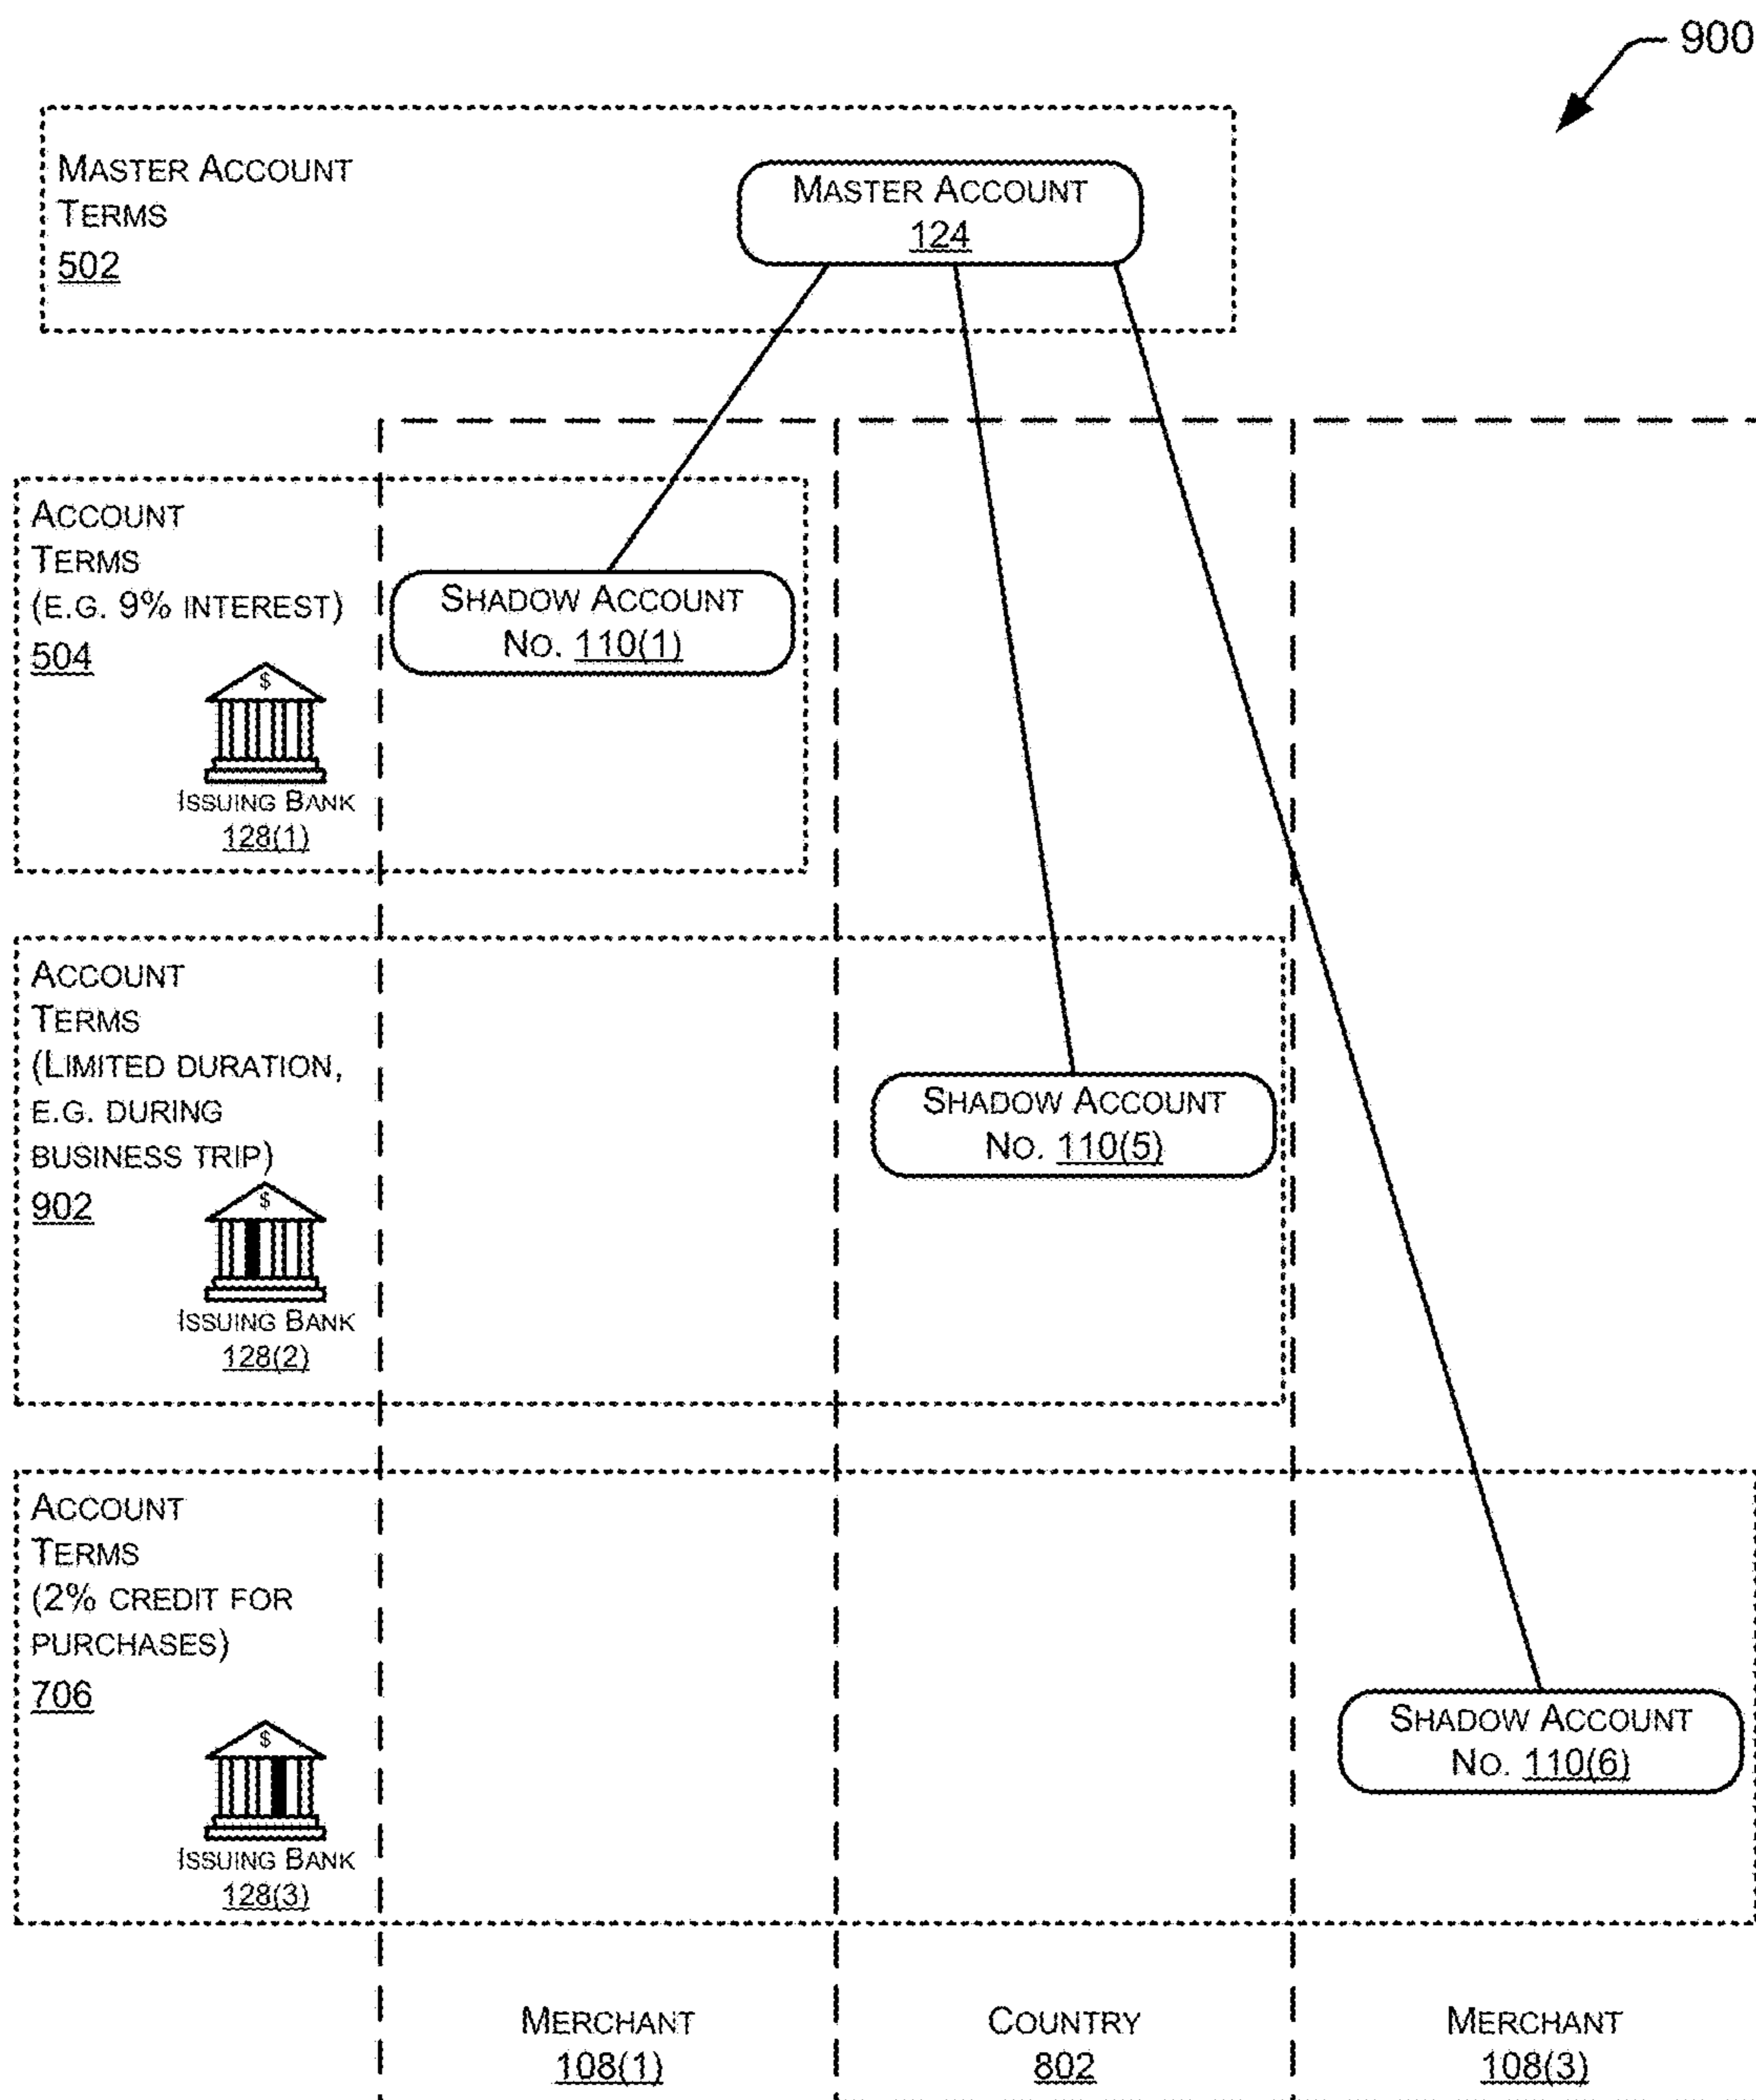 900
MASTER ACCOUNT
TERMS
502
MASTER ACCOUNT
124
ACCOUNT
TERMS
(E.G. 9% INTEREST)
504
$
ISSUING BANK
128(1)
SHADOW ACCOUNT
NO. 110(1)
ACCOUNT
TERMS
(LIMITED DURATION,
E.G. DURING
BUSINESS TRIP)
902
$
ISSUING BANK
128(2)
SHADOW ACCOUNT
NO. 110(5)
ACCOUNT
TERMS
(2% CREDIT FOR
PURCHASES)
706
$
ISSUING BANK
128(3)
SHADOW ACCOUNT
NO. 110(6)
MERCHANT
108(1)
COUNTRY
802
MERCHANT
108(3)